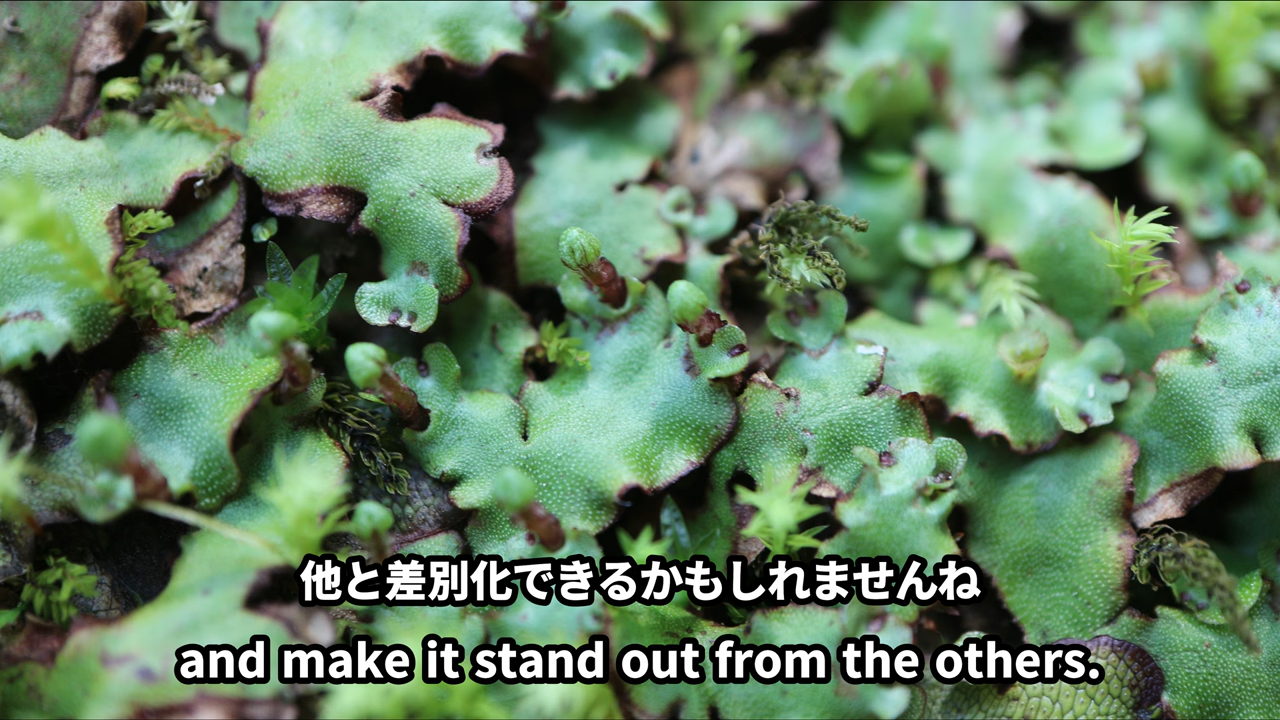 他と差別化できるかもしれませんね
and make it stand out from the others.